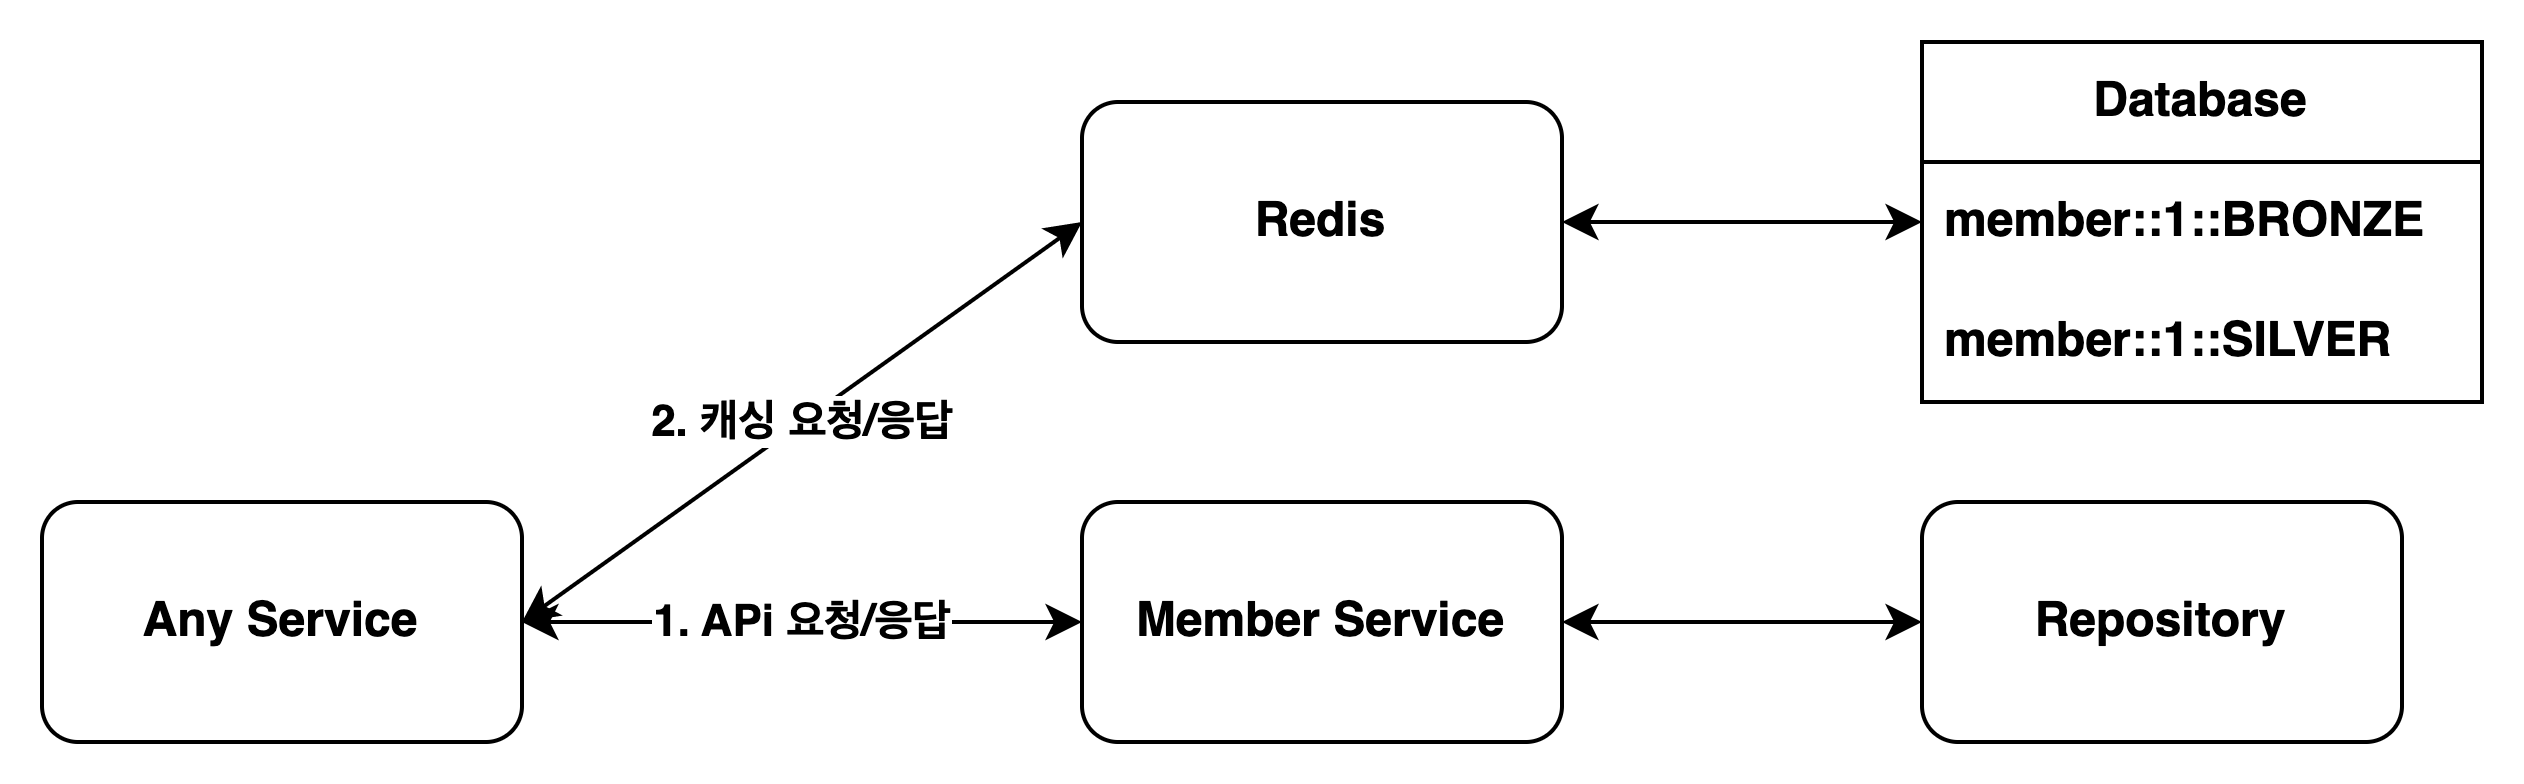 Database
Redis
member::1::BRONZE
member::1::SILVER
2. 캐싱 요청/응답
Any Service
1. APi 요청/응답
Member Service
Repository